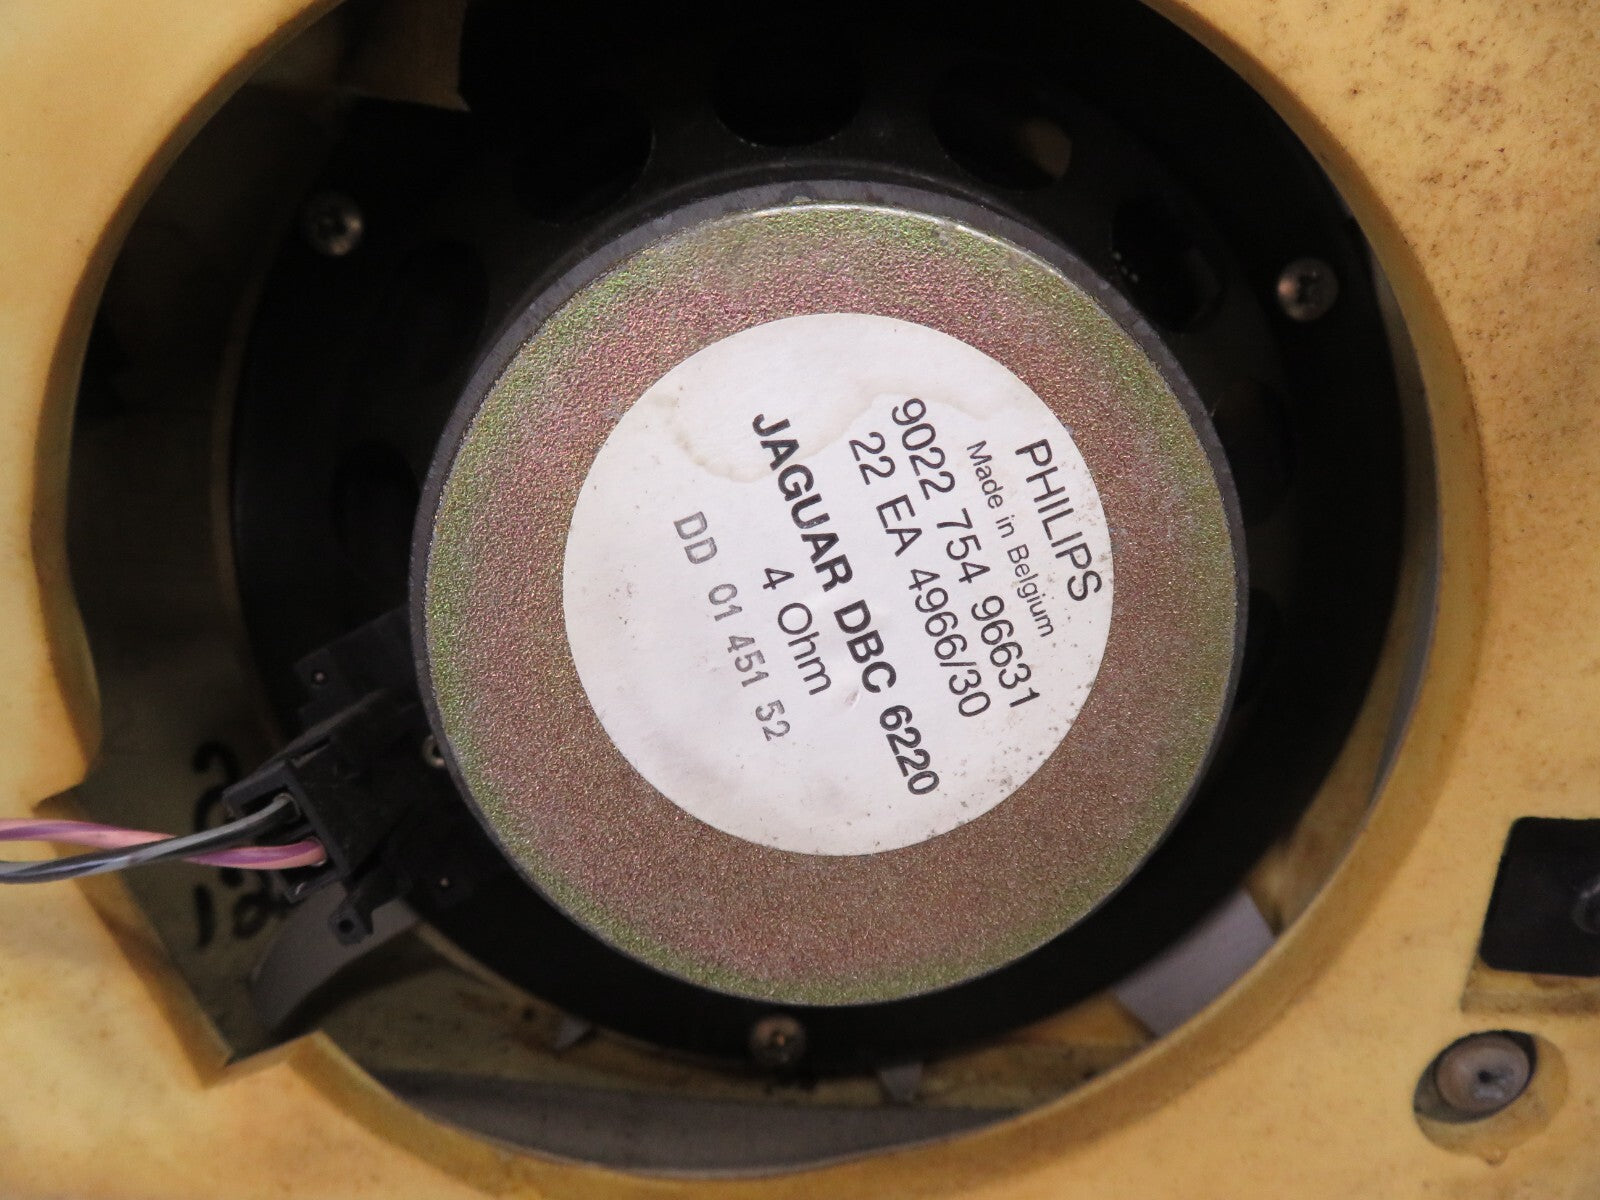 PHILIPS
Made in Belgium
9022 754 96631
22 EA 4966/30
JAGUAR DBC 6220
4 Ohm
DD 01 451 52